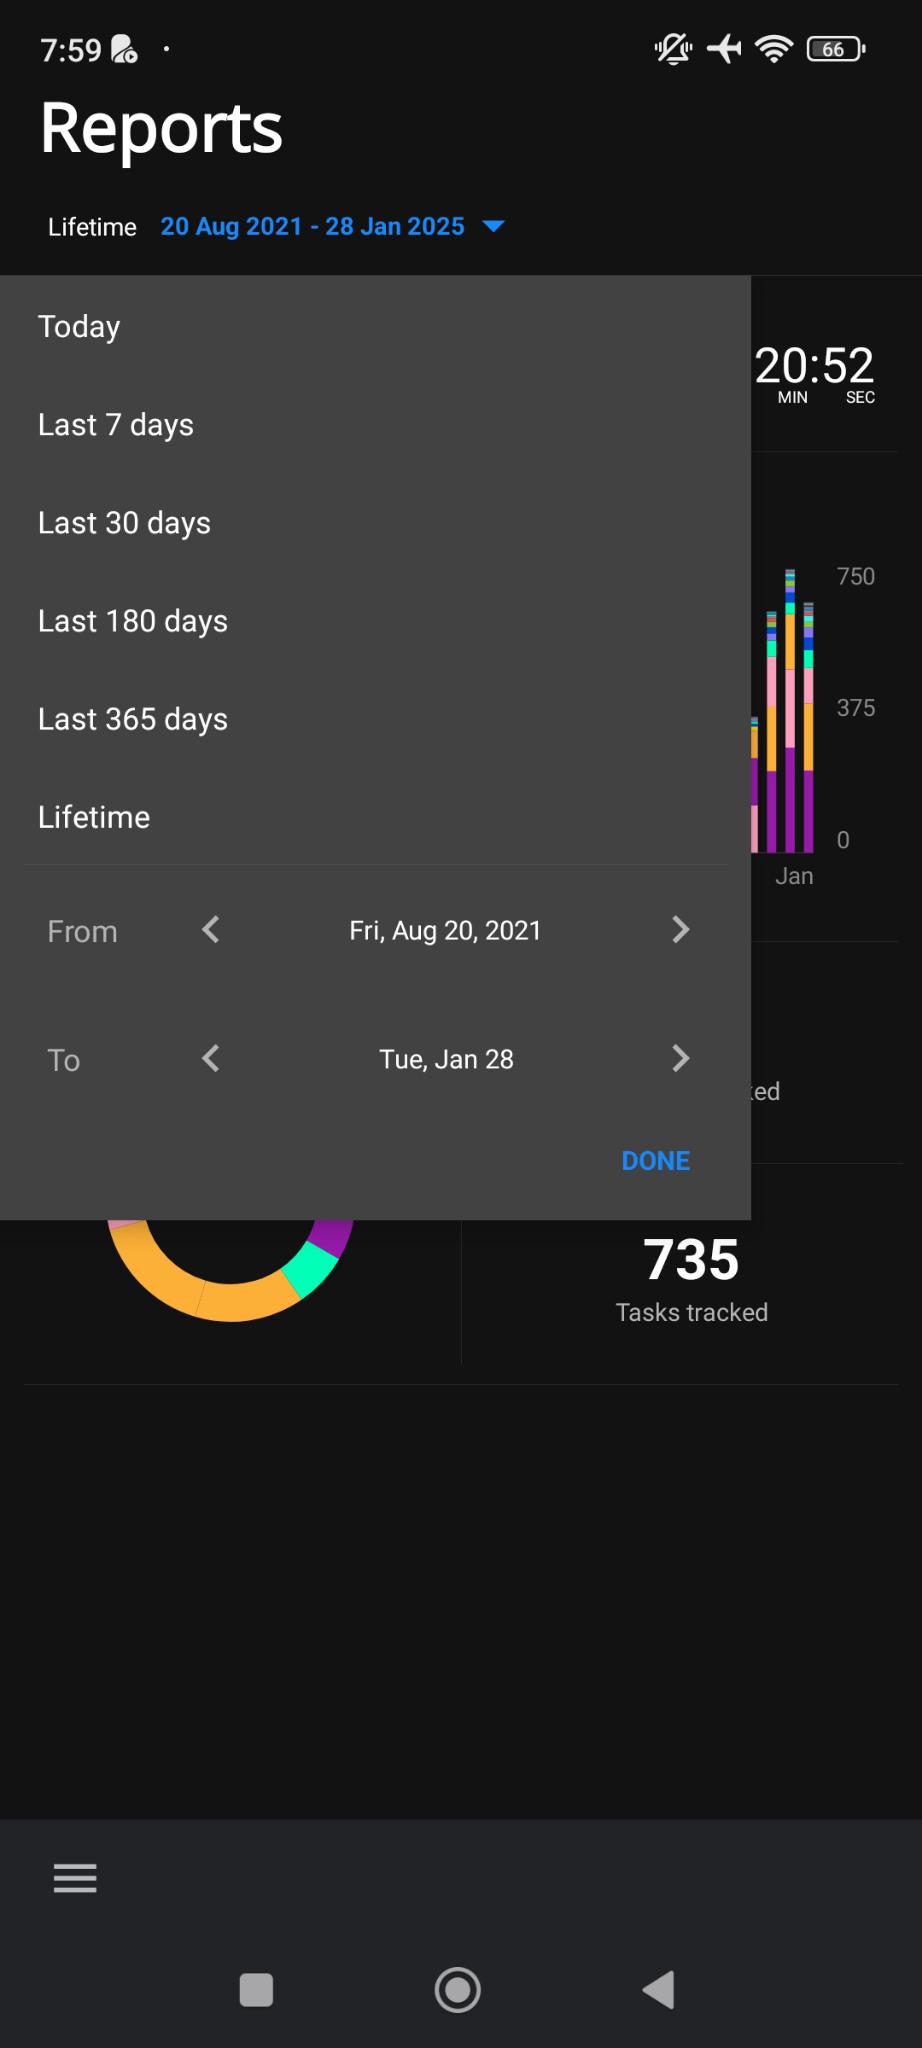 7:59
66
Reports
Lifetime 20 Aug 2021 - 28 Jan 2025
Today
20:52
MIN SEC
Last 7 days
Last 30 days
750
Last 180 days
375
Last 365 days
Lifetime
0
Jan
From Fri, Aug 20, 2021
To Tue, Jan 28
ed
DONE
735
Tasks tracked